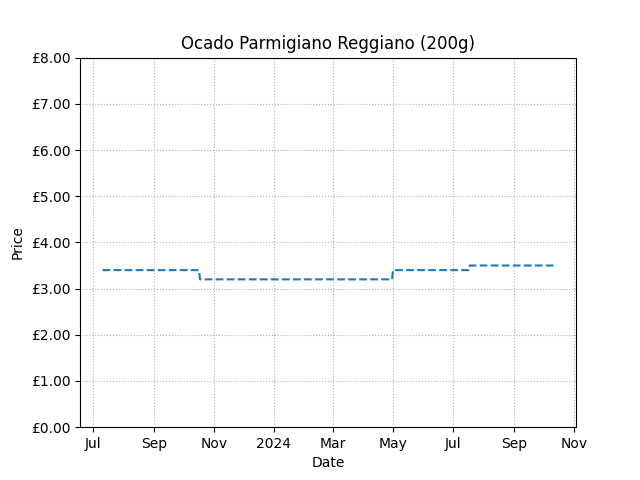 Ocado Parmigiano Reggiano (200g)
£8.00
£7.00
£6.00
£5.00
£4.00
£3.00
£2.00
£1.00
£0.00
Price
Jul Sep Nov 2024 Mar May Jul Sep Nov
Date